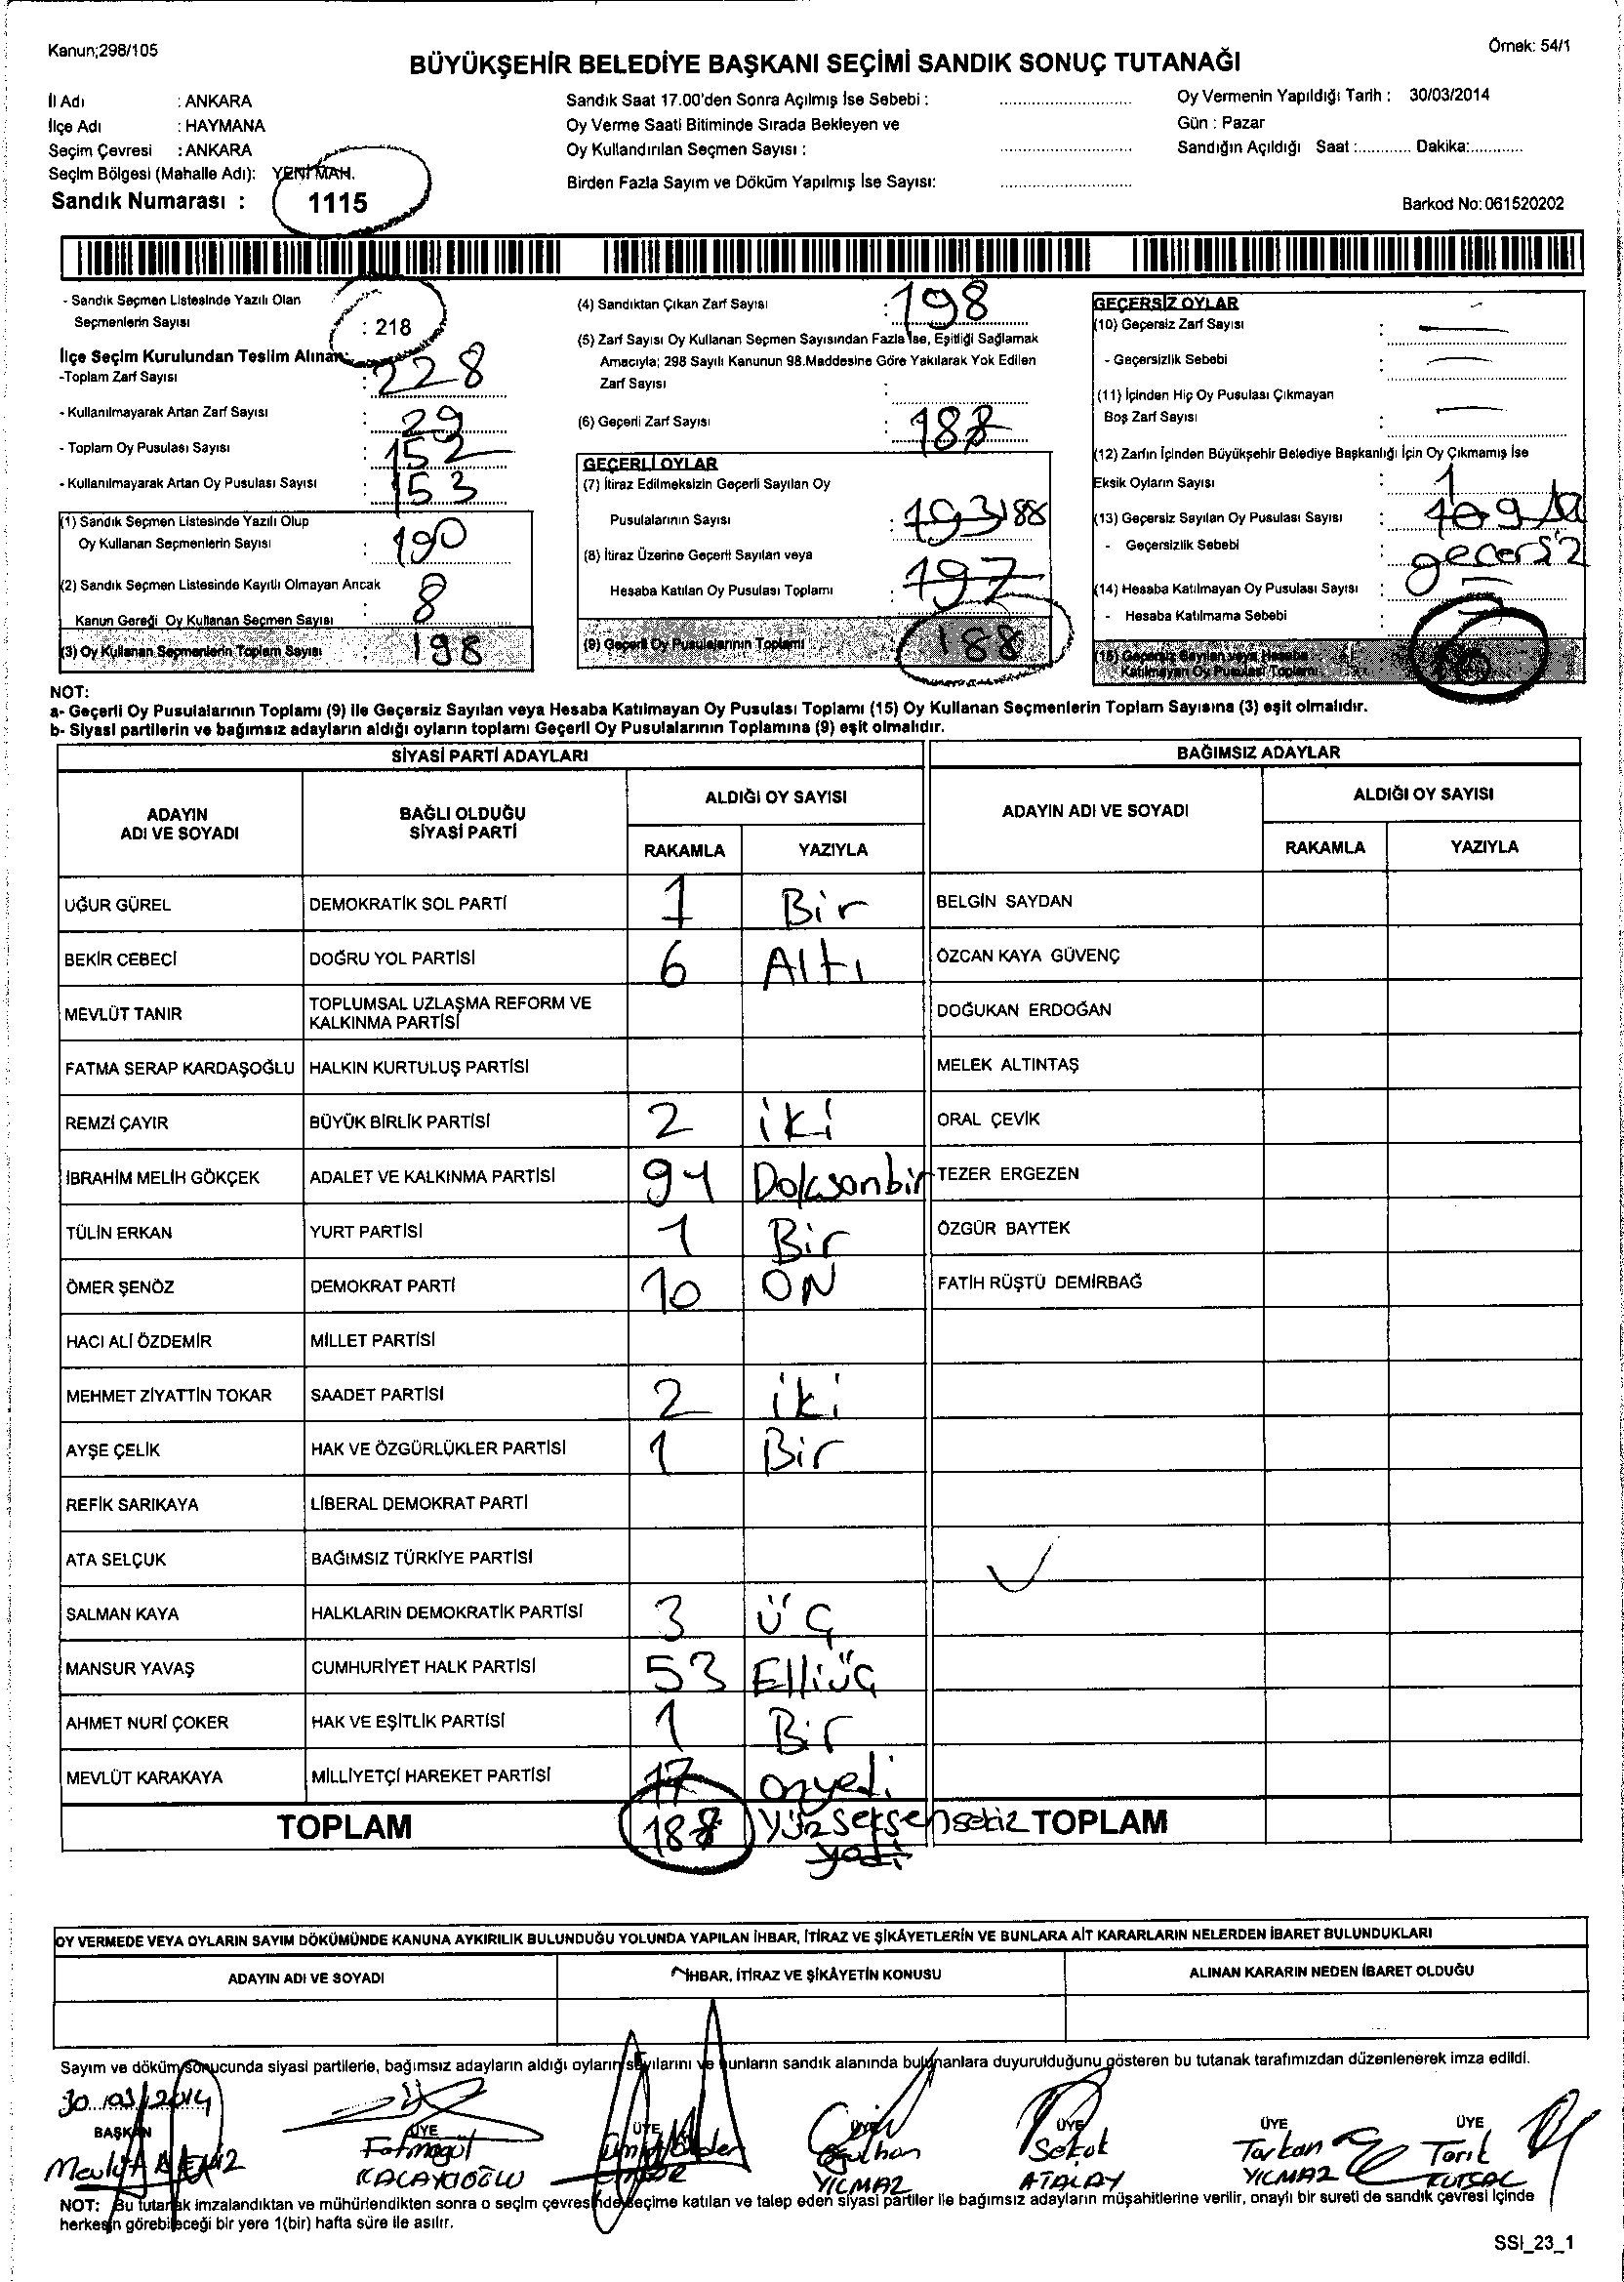 Kanun;298/105
Örnek: 54/1
BÜYÜKŞEHİR BELEDİYE BAŞKANI SEÇİMİ SANDIK SONUÇ TUTANAĞI
İl Adı : ANKARA
İlçe Adı : HAYMANA
Seçim Çevresi : ANKARA
Seçim Bölgesi (Mahalle Adı): YENİ MAH.
Sandık Numarası : 1115
Sandık Saat 17.00'den Sonra Açılmış İse Sebebi :
Oy Verme Saati Bitiminde Sırada Bekleyen ve
Oy Kullandırılan Seçmen Sayısı :
Birden Fazla Sayım ve Döküm Yapılmış İse Sayısı:
Oy Vermenin Yapıldığı Tarih : 30/03/2014
Gün : Pazar
Sandığın Açıldığı Saat :............ Dakika:............
Barkod No: 061520202
- Sandık Seçmen Listesinde Yazılı Olan
Seçmenlerin Sayısı : 218
İlçe Seçim Kurulundan Teslim Alınan:
-Toplam Zarf Sayısı : 228
- Kullanılmayarak Artan Zarf Sayısı : 29
- Toplam Oy Pusulası Sayısı : 152
- Kullanılmayarak Artan Oy Pusulası Sayısı : 153
(1) Sandık Seçmen Listesinde Yazılı Olup
Oy Kullanan Seçmenlerin Sayısı : 190
(2) Sandık Seçmen Listesinde Kayıtlı Olmayan Ancak
Kanun Gereği Oy Kullanan Seçmen Sayısı : 8
(3) Oy Kullanan Seçmenlerin Toplam Sayısı : 198
(4) Sandıktan Çıkan Zarf Sayısı : 198
(5) Zarf Sayısı Oy Kullanan Seçmen Sayısından Fazla İse, Eşitliği Sağlamak
Amacıyla; 298 Sayılı Kanunun 98.Maddesine Göre Yakılarak Yok Edilen
Zarf Sayısı :
(6) Geçerli Zarf Sayısı : 188
GEÇERLİ OYLAR
(7) İtiraz Edilmeksizin Geçerli Sayılan Oy
Pusulalarının Sayısı : 193 188
(8) İtiraz Üzerine Geçerli Sayılan veya
Hesaba Katılan Oy Pusulası Toplamı : 197
(9) Geçerli Oy Pusulalarının Toplamı 188
GEÇERSİZ OYLAR
(10) Geçersiz Zarf Sayısı : —
- Geçersizlik Sebebi : —
(11) İçinden Hiç Oy Pusulası Çıkmayan
Boş Zarf Sayısı : —
(12) Zarfın İçinden Büyükşehir Belediye Başkanlığı İçin Oy Çıkmamış İse
Eksik Oyların Sayısı : 1
(13) Geçersiz Sayılan Oy Pusulası Sayısı :
- Geçersizlik Sebebi : geçersiz
(14) Hesaba Katılmayan Oy Pusulası Sayısı :
- Hesaba Katılmama Sebebi
(15) Geçersiz Sayılan veya Hesaba
Katılmayan Oy Pusulası Toplamı :
NOT:
a- Geçerli Oy Pusulalarının Toplamı (9) ile Geçersiz Sayılan veya Hesaba Katılmayan Oy Pusulası Toplamı (15) Oy Kullanan Seçmenlerin Toplam Sayısına (3) eşit olmalıdır.
b- Siyasi partilerin ve bağımsız adayların aldığı oyların toplamı Geçerli Oy Pusulalarının Toplamına (9) eşit olmalıdır.
SİYASİ PARTİ ADAYLARI
BAĞIMSIZ ADAYLAR
ADAYIN ADI VE SOYADI
BAĞLI OLDUĞU SİYASİ PARTİ
ALDIĞI OY SAYISI
RAKAMLA YAZIYLA
ADAYIN ADI VE SOYADI
ALDIĞI OY SAYISI
RAKAMLA YAZIYLA
UĞUR GÜREL DEMOKRATİK SOL PARTİ 1 Bir BELGİN SAYDAN
BEKİR CEBECİ DOĞRU YOL PARTİSİ 6 Altı ÖZCAN KAYA GÜVENÇ
MEVLÜT TANIR TOPLUMSAL UZLAŞMA REFORM VE KALKINMA PARTİSİ DOĞUKAN ERDOĞAN
FATMA SERAP KARDAŞOĞLU HALKIN KURTULUŞ PARTİSİ MELEK ALTINTAŞ
REMZİ ÇAYIR BÜYÜK BİRLİK PARTİSİ 2 iki ORAL ÇEVİK
İBRAHİM MELİH GÖKÇEK ADALET VE KALKINMA PARTİSİ 91 Doksanbir TEZER ERGEZEN
TÜLİN ERKAN YURT PARTİSİ 1 Bir ÖZGÜR BAYTEK
ÖMER ŞENÖZ DEMOKRAT PARTİ 10 ON FATİH RÜŞTÜ DEMİRBAĞ
HACI ALİ ÖZDEMİR MİLLET PARTİSİ
MEHMET ZİYATTİN TOKAR SAADET PARTİSİ 2 iki
AYŞE ÇELİK HAK VE ÖZGÜRLÜKLER PARTİSİ 1 Bir
REFİK SARIKAYA LİBERAL DEMOKRAT PARTİ
ATA SELÇUK BAĞIMSIZ TÜRKİYE PARTİSİ
SALMAN KAYA HALKLARIN DEMOKRATİK PARTİSİ 3 üç
MANSUR YAVAŞ CUMHURİYET HALK PARTİSİ 53 Elliüç
AHMET NURİ ÇOKER HAK VE EŞİTLİK PARTİSİ 1 Bir
MEVLÜT KARAKAYA MİLLİYETÇİ HAREKET PARTİSİ 17 onyedi
TOPLAM 188 yüzseksensekiz TOPLAM
yedi
OY VERMEDE VEYA OYLARIN SAYIM DÖKÜMÜNDE KANUNA AYKIRILIK BULUNDUĞU YOLUNDA YAPILAN İHBAR, İTİRAZ VE ŞİKÂYETLERİN VE BUNLARA AİT KARARLARIN NELERDEN İBARET BULUNDUKLARI
ADAYIN ADI VE SOYADI İHBAR, İTİRAZ VE ŞİKÂYETİN KONUSU ALINAN KARARIN NEDEN İBARET OLDUĞU
Sayım ve döküm sonucunda siyasi partilerle, bağımsız adayların aldığı oyların sayılarını ve bunların sandık alanında bulunanlara duyurulduğunu gösteren bu tutanak tarafımızdan düzenlenerek imza edildi.
30/03/2014
BAŞKAN ÜYE ÜYE ÜYE ÜYE ÜYE ÜYE
Mevlüt Fatmagül Gülhan Selçuk Tarkan Tarık
KALAYCIOĞLU YILMAZ ATALAY YILMAZ KUTSAL
NOT: Bu tutanak imzalandıktan ve mühürlendikten sonra o seçim çevresinde seçime katılan ve talep eden siyasi partiler ile bağımsız adayların müşahitlerine verilir, onaylı bir sureti de sandık çevresi içinde
herkesin görebileceği bir yere 1(bir) hafta süre ile asılır.
SSI_23_1